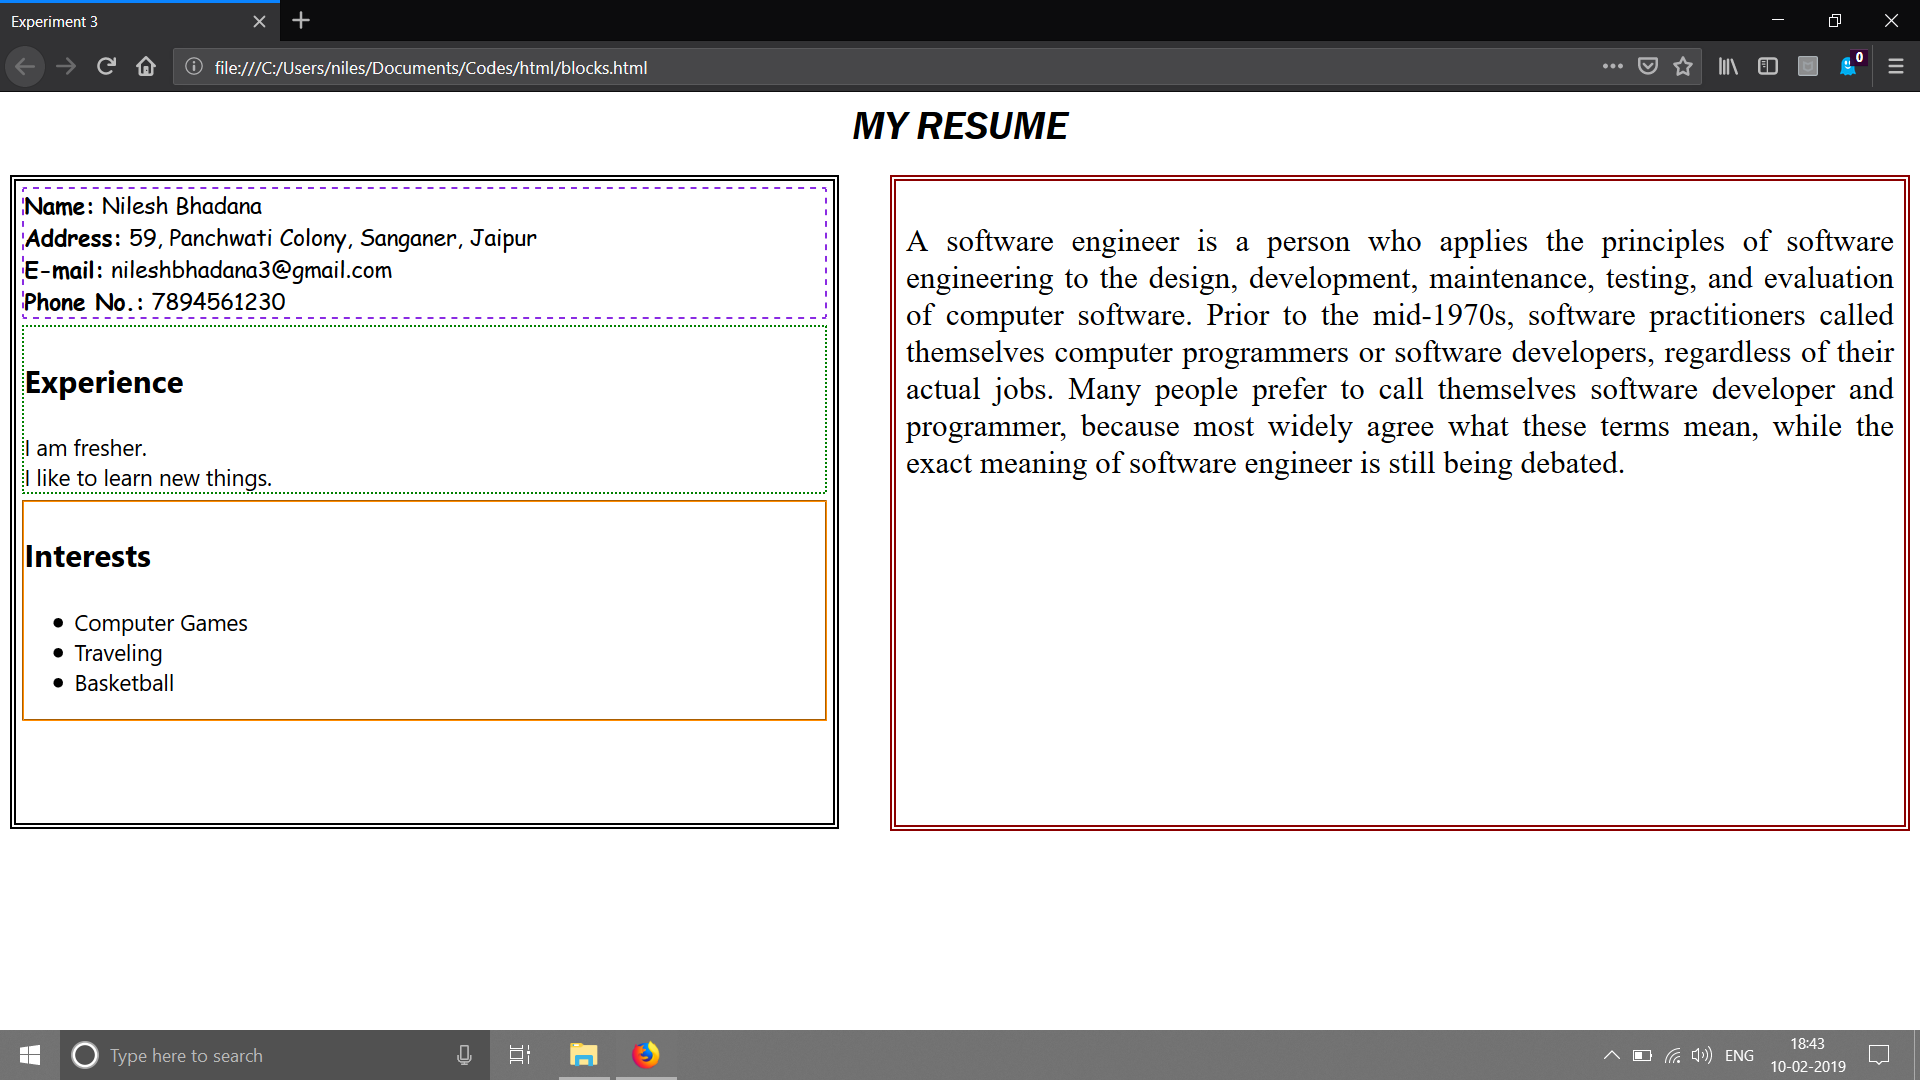 Experiment 3
file:///C:/Users/niles/Documents/Codes/html/blocks.html
0
MY RESUME
Name: Nilesh Bhadana
Address: 59, Panchwati Colony, Sanganer, Jaipur
E-mail: nileshbhadana3@gmail.com
Phone No.: 7894561230
Experience
I am fresher.
I like to learn new things.
Interests
Computer Games
Traveling
Basketball
A software engineer is a person who applies the principles of software
engineering to the design, development, maintenance, testing, and evaluation
of computer software. Prior to the mid-1970s, software practitioners called
themselves computer programmers or software developers, regardless of their
actual jobs. Many people prefer to call themselves software developer and
programmer, because most widely agree what these terms mean, while the
exact meaning of software engineer is still being debated.
Type here to search
ENG
18:43
10-02-2019